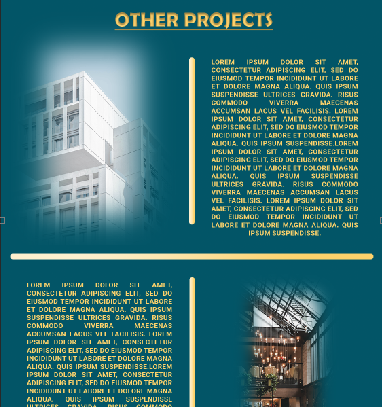 OTHER PROJECTS
LOREM IPSUM DOLOR SIT AMET,
CONSECTETUR ADIPISCING ELIT, SED DO
EIUSMOD TEMPOR INCIDIDUNT UT LABORE
ET DOLORE MAGNA ALIQUA. QUIS IPSUM
SUSPENDISSE ULTRICES GRAVIDA. RISUS
COMMODO VIVERRA MAECENAS
ACCUMSAN LACUS VEL FACILISIS. LOREM
IPSUM DOLOR SIT AMET, CONSECTETUR
ADIPISCING ELIT, SED DO EIUSMOD TEMPOR
INCIDIDUNT UT LABORE ET DOLORE MAGNA
ALIQUA. QUIS IPSUM SUSPENDISSE.LOREM
IPSUM DOLOR SIT AMET, CONSECTETUR
ADIPISCING ELIT, SED DO EIUSMOD TEMPOR
INCIDIDUNT UT LABORE ET DOLORE MAGNA
ALIQUA. QUIS IPSUM SUSPENDISSE
ULTRICES GRAVIDA. RISUS COMMODO
VIVERRA MAECENAS ACCUMSAN LACUS
VEL FACILISIS. LOREM IPSUM DOLOR SIT
AMET, CONSECTETUR ADIPISCING ELIT, SED
DO EIUSMOD TEMPOR INCIDIDUNT UT
LABORE ET DOLORE MAGNA ALIQUA. QUIS
IPSUM SUSPENDISSE.
LOREM IPSUM DOLOR SIT AMET,
CONSECTETUR ADIPISCING ELIT, SED DO
EIUSMOD TEMPOR INCIDIDUNT UT LABORE
ET DOLORE MAGNA ALIQUA. QUIS IPSUM
SUSPENDISSE ULTRICES GRAVIDA. RISUS
COMMODO VIVERRA MAECENAS
ACCUMSAN LACUS VEL FACILISIS. LOREM
IPSUM DOLOR SIT AMET, CONSECTETUR
ADIPISCING ELIT, SED DO EIUSMOD TEMPOR
INCIDIDUNT UT LABORE ET DOLORE MAGNA
ALIQUA. QUIS IPSUM SUSPENDISSE.LOREM
IPSUM DOLOR SIT AMET, CONSECTETUR
ADIPISCING ELIT, SED DO EIUSMOD TEMPOR
INCIDIDUNT UT LABORE ET DOLORE MAGNA
ALIQUA. QUIS IPSUM SUSPENDISSE
ULTRICES GRAVIDA. RISUS COMMODO